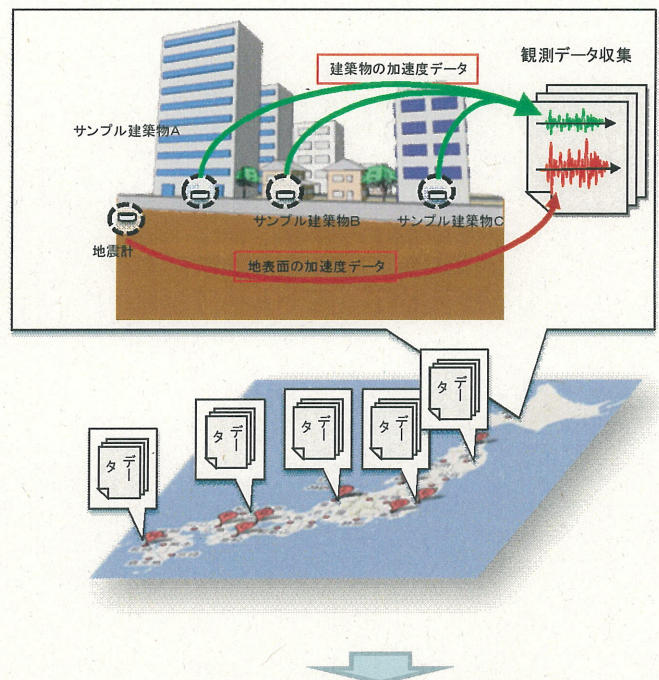 建築物の加速度データ
観測データ収集
サンプル建築物A
サンプル建築物B
サンプル建築物C
地震計
地表面の加速度データ
データ
データ
データ
データ
データ